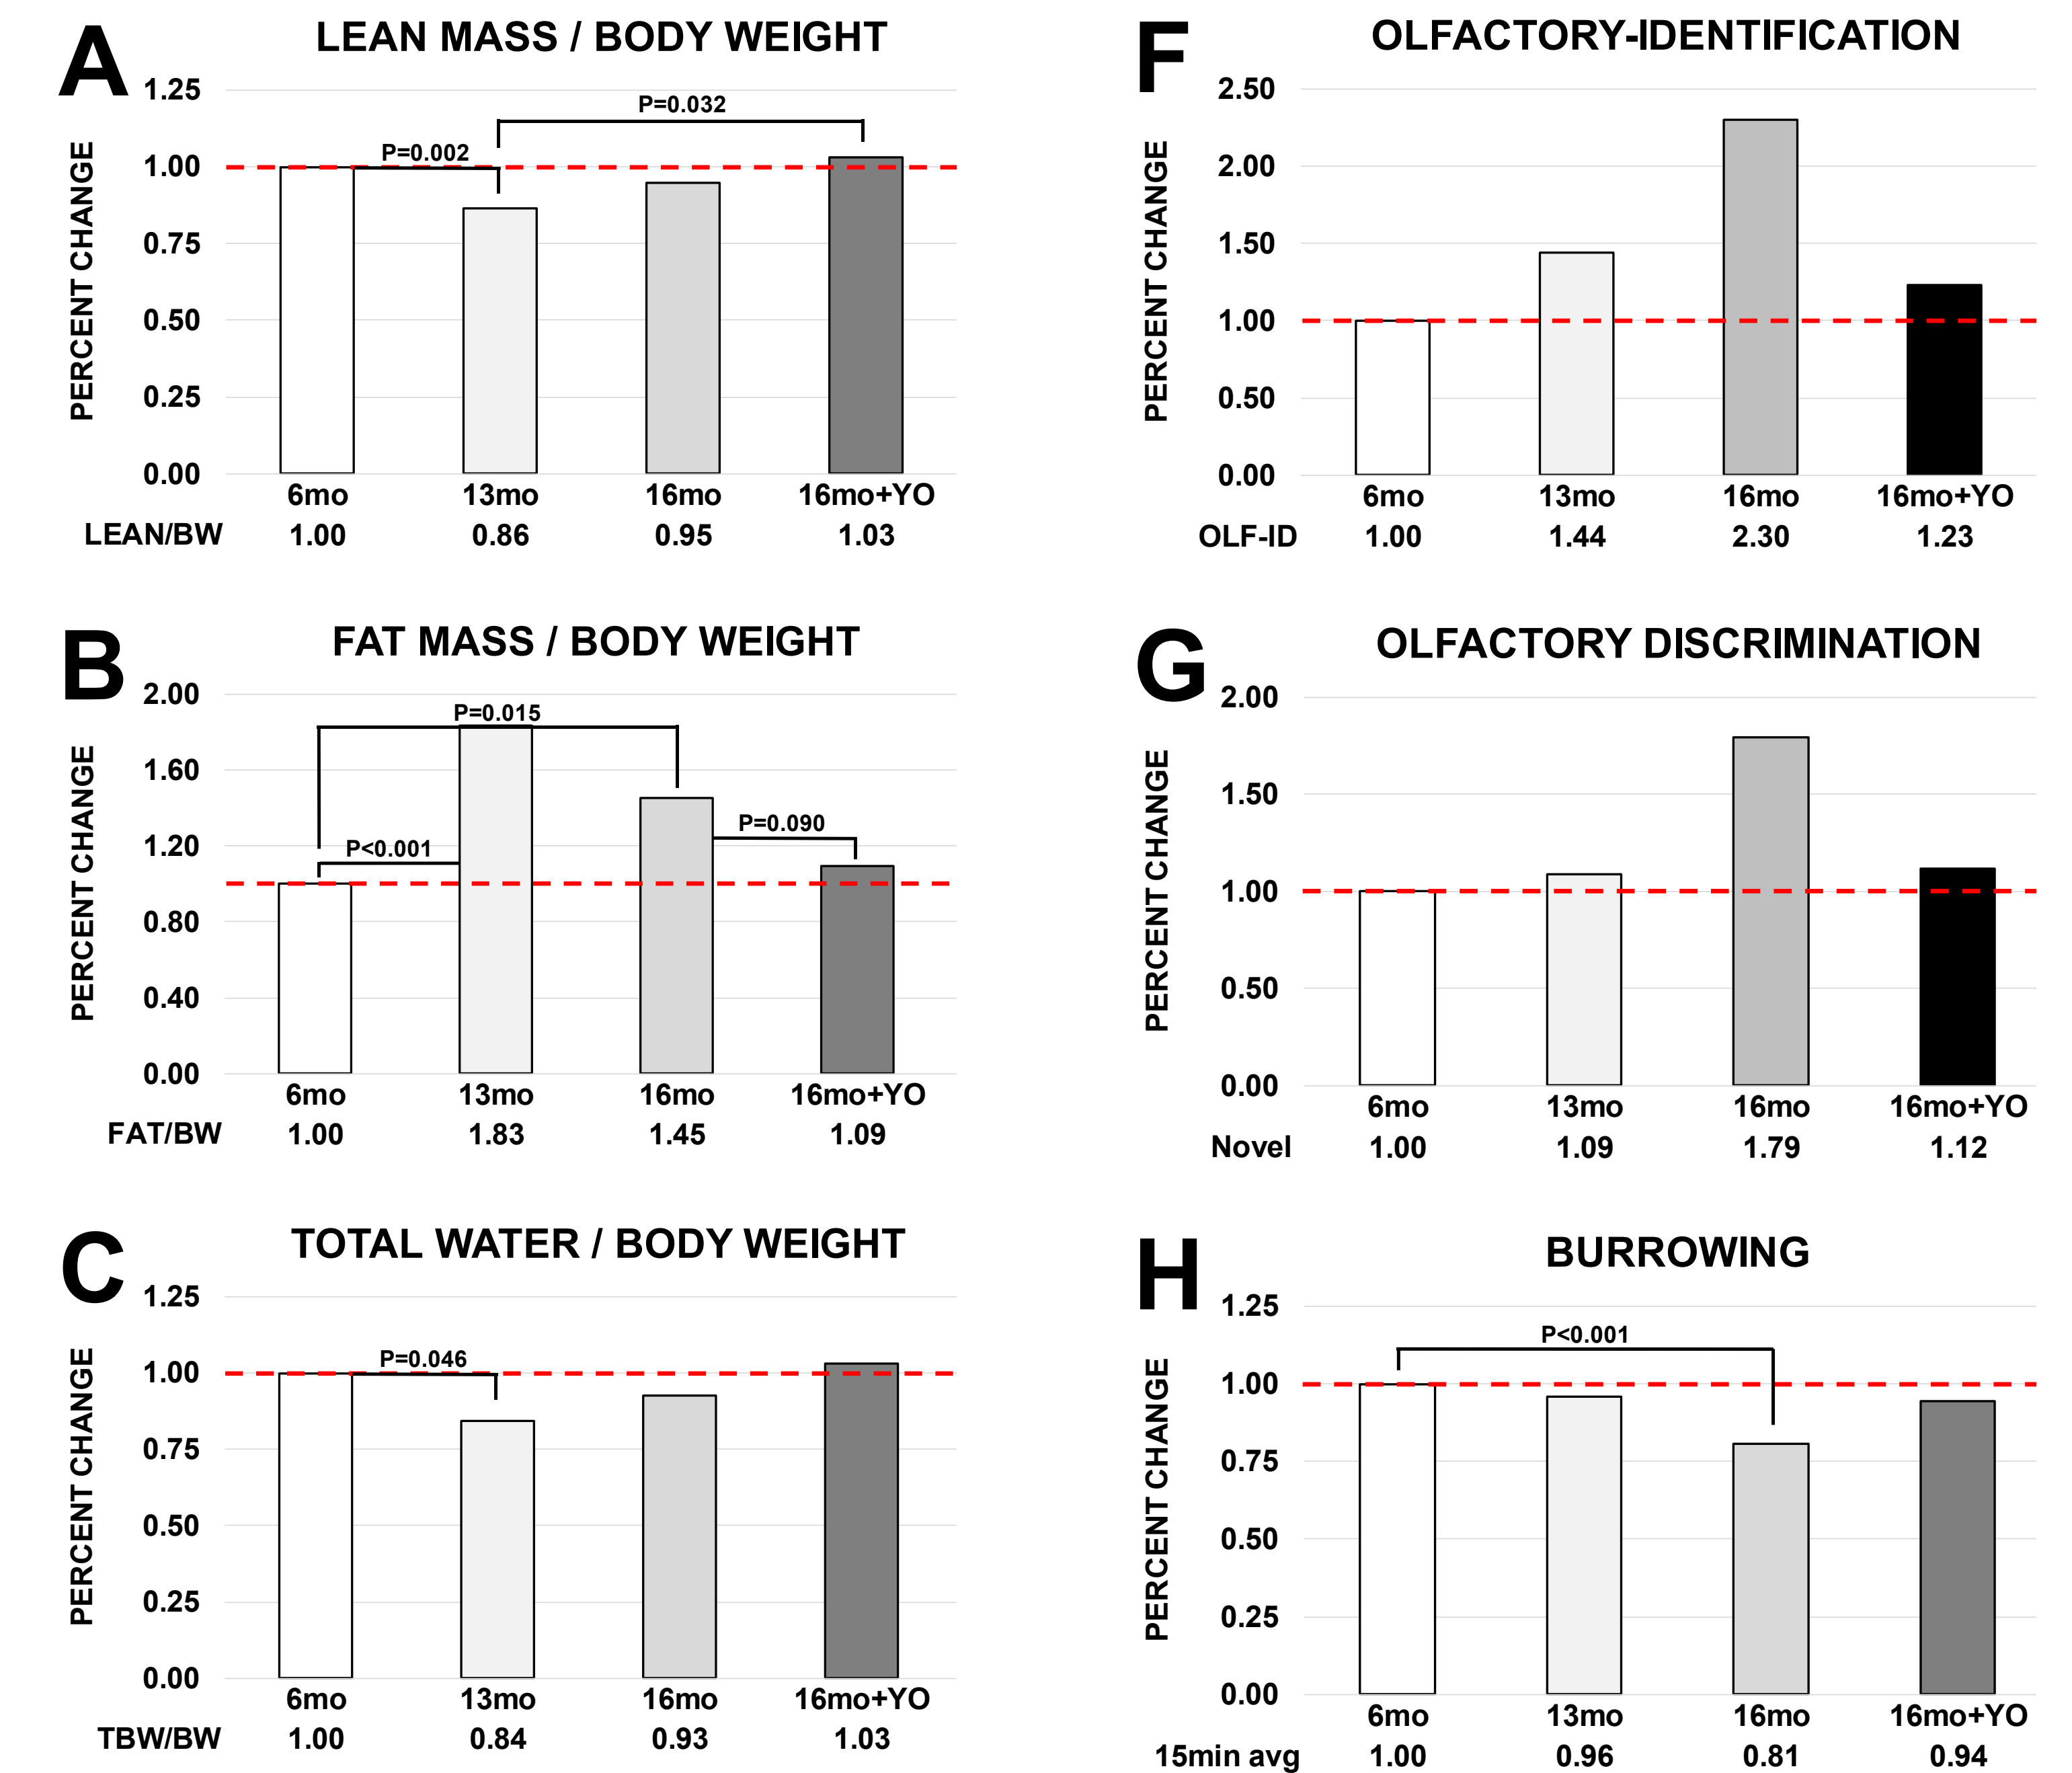 A
LEAN MASS / BODY WEIGHT
PERCENT CHANGE
1.25
1.00
0.75
0.50
0.25
0.00
P=0.002
P=0.032
6mo 13mo 16mo 16mo+YO
LEAN/BW 1.00 0.86 0.95 1.03
B
FAT MASS / BODY WEIGHT
PERCENT CHANGE
2.00
1.60
1.20
0.80
0.40
0.00
P=0.015
P<0.001
P=0.090
6mo 13mo 16mo 16mo+YO
FAT/BW 1.00 1.83 1.45 1.09
C
TOTAL WATER / BODY WEIGHT
PERCENT CHANGE
1.25
1.00
0.75
0.50
0.25
0.00
P=0.046
6mo 13mo 16mo 16mo+YO
TBW/BW 1.00 0.84 0.93 1.03
F
OLFACTORY-IDENTIFICATION
PERCENT CHANGE
2.50
2.00
1.50
1.00
0.50
0.00
6mo 13mo 16mo 16mo+YO
OLF-ID 1.00 1.44 2.30 1.23
G
OLFACTORY DISCRIMINATION
PERCENT CHANGE
2.00
1.50
1.00
0.50
0.00
6mo 13mo 16mo 16mo+YO
Novel 1.00 1.09 1.79 1.12
H
BURROWING
PERCENT CHANGE
1.25
1.00
0.75
0.50
0.25
0.00
P<0.001
6mo 13mo 16mo 16mo+YO
15min avg 1.00 0.96 0.81 0.94